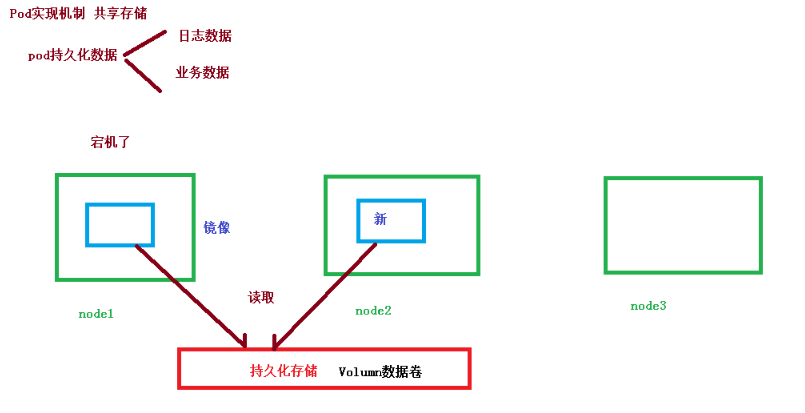 Pod实现机制 共享存储
日志数据
pod持久化数据
业务数据
宕机了
新
镜像
读取
node1
node2
node3
持久化存储 Volumn数据卷